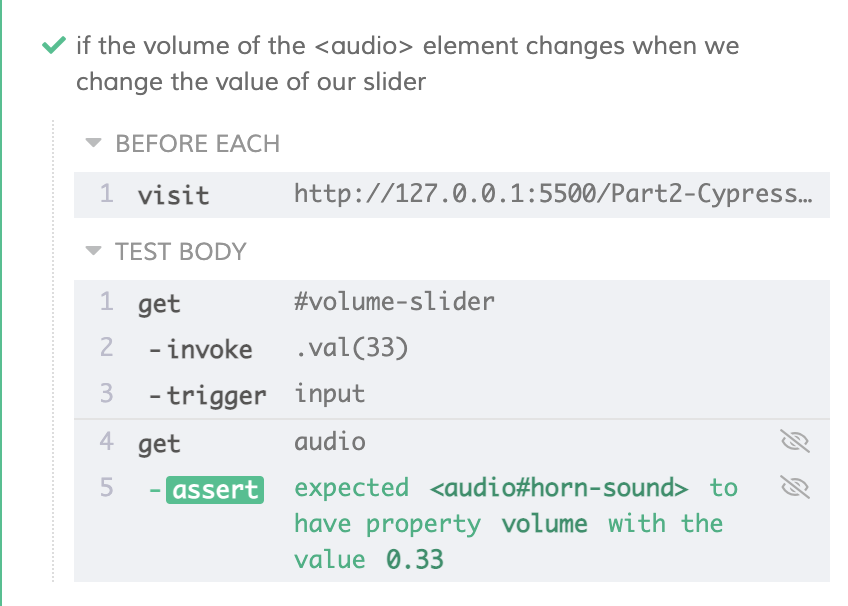 if the volume of the <audio> element changes when we
change the value of our slider
BEFORE EACH
1 visit http://127.0.0.1:5500/Part2-Cypress…
TEST BODY
1 get #volume-slider
2 -invoke .val(33)
3 -trigger input
4 get audio
5 -assert expected <audio#horn-sound> to
have property volume with the
value 0.33